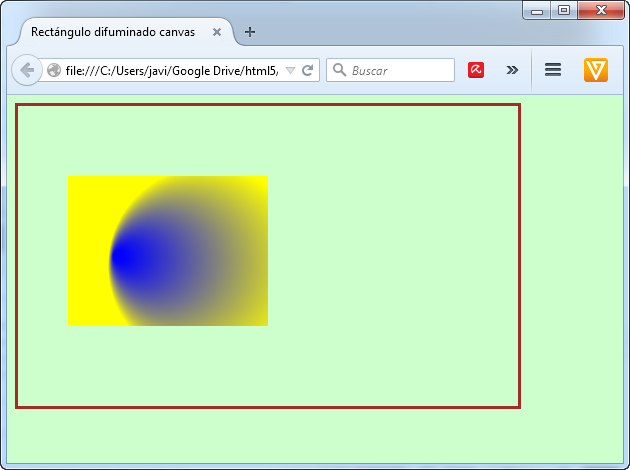 Rectángulo difuminado canvas
file:///C:/Users/javi/Google Drive/html5/
Buscar